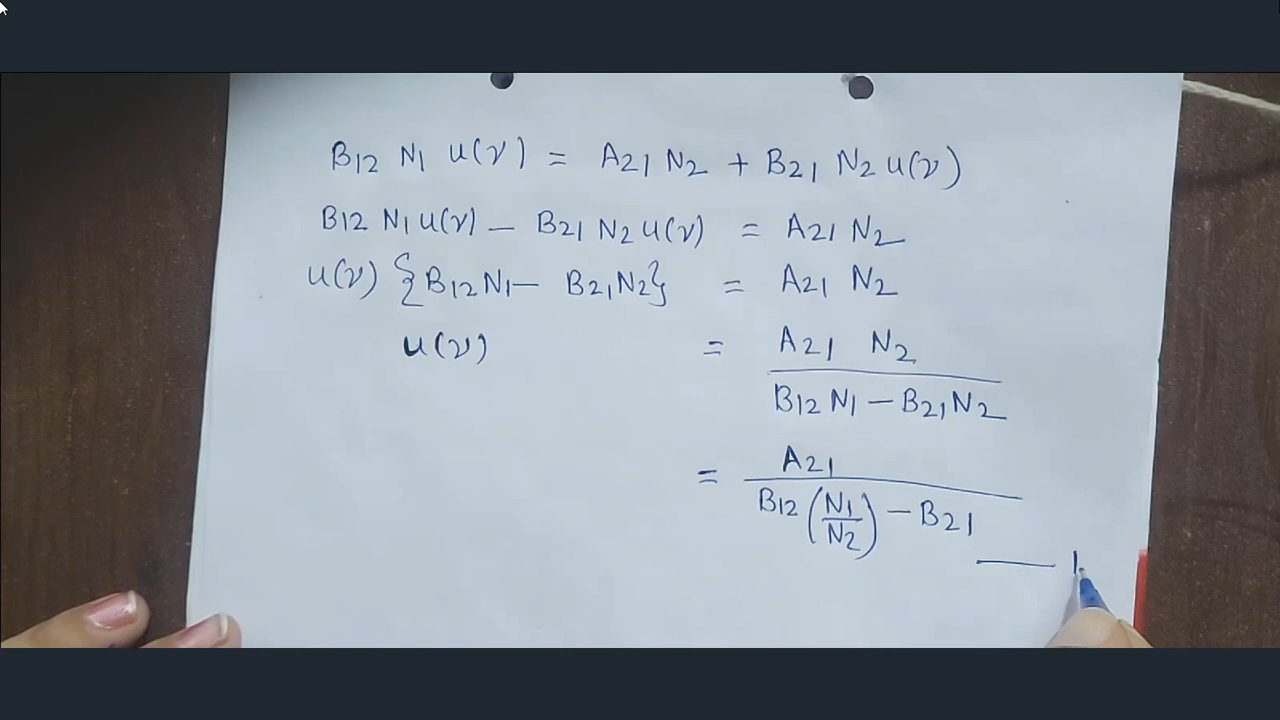 B12 N1 u(ν) = A21 N2 + B21 N2 u(ν)
B12 N1 u(ν) – B21 N2 u(ν) = A21 N2
u(ν) {B12 N1 – B21 N2} = A21 N2
u(ν) = A21 N2 / B12 N1 – B21 N2
= A21 / B12 (N1/N2) – B21
—— 1